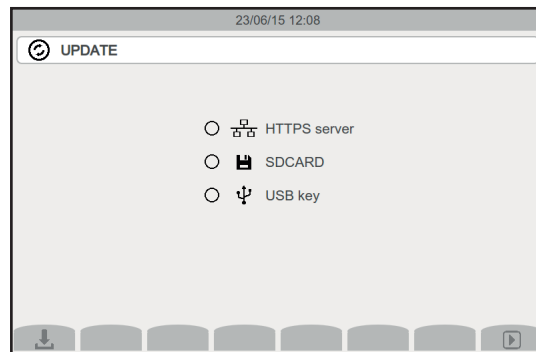 23/06/15 12:08
UPDATE
HTTPS server
SDCARD
USB key